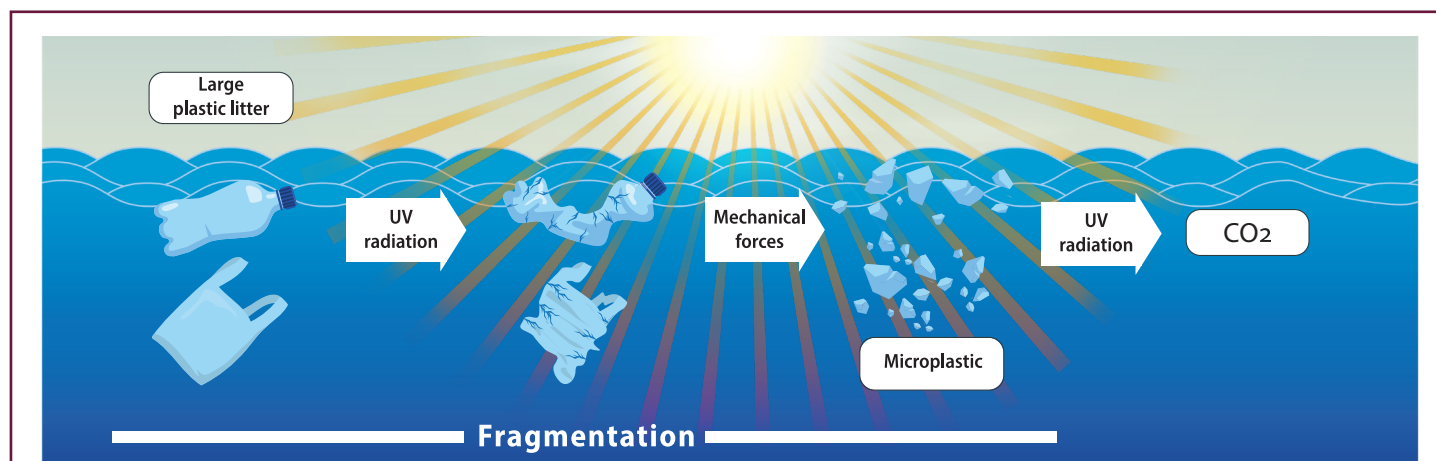 Large
plastic litter
UV
radiation
Mechanical
forces
UV
radiation
CO2
Microplastic
Fragmentation